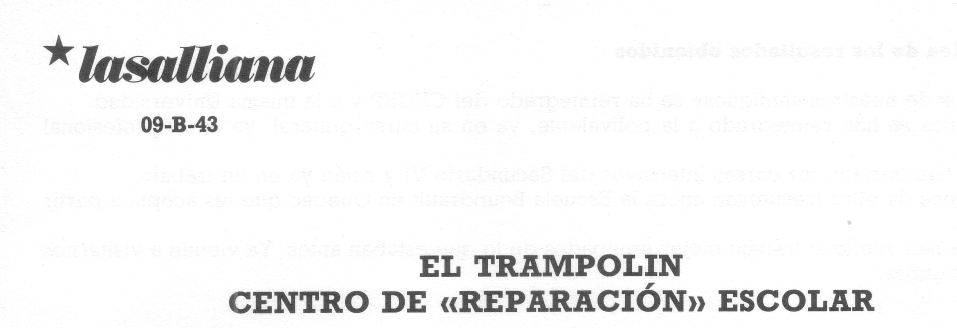 ★lasalliana
09-B-43
EL TRAMPOLIN
CENTRO DE «REPARACIÓN» ESCOLAR